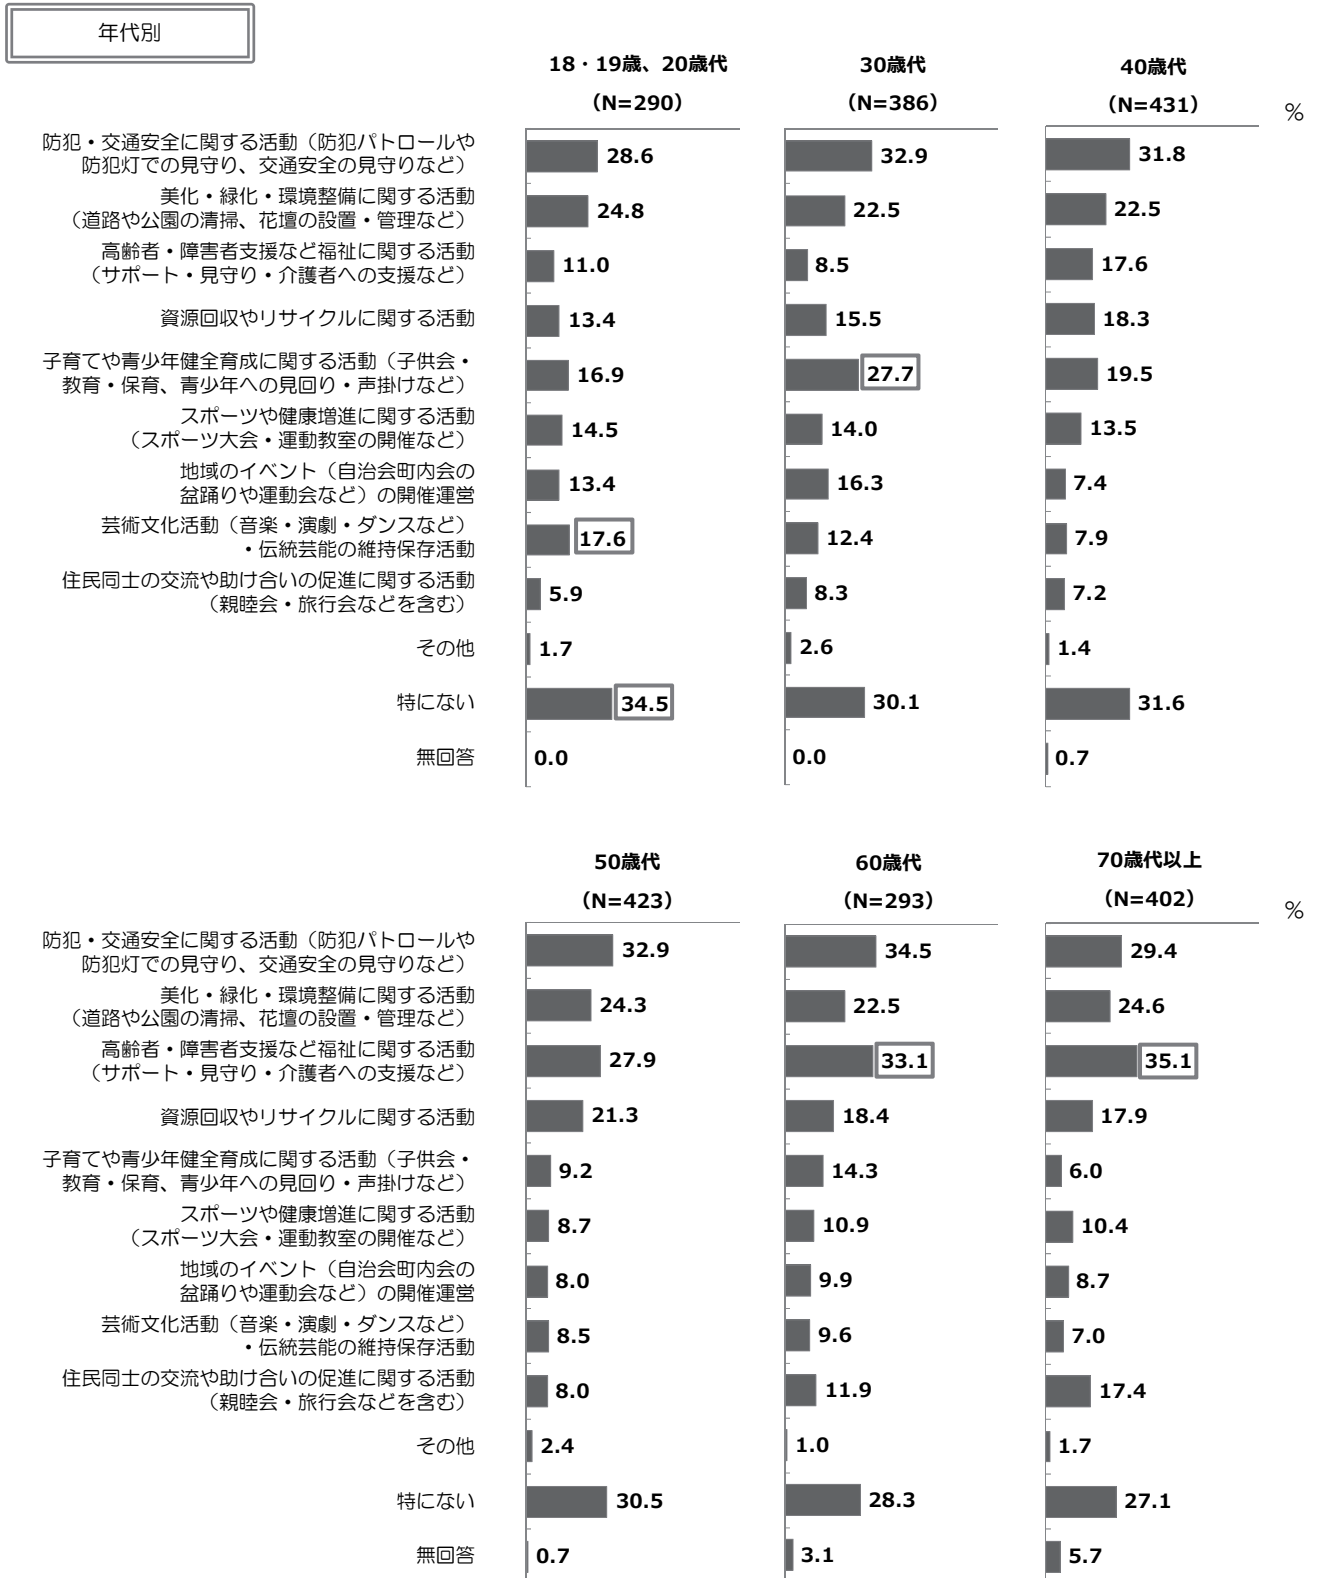 年代別
18・19歳、20歳代 30歳代 40歳代
（N=290） （N=386） （N=431） %
防犯・交通安全に関する活動（防犯パトロールや
防犯灯での見守り、交通安全の見守りなど） 28.6 32.9 31.8
美化・緑化・環境整備に関する活動
（道路や公園の清掃、花壇の設置・管理など） 24.8 22.5 22.5
高齢者・障害者支援など福祉に関する活動
（サポート・見守り・介護者への支援など） 11.0 8.5 17.6
資源回収やリサイクルに関する活動 13.4 15.5 18.3
子育てや青少年健全育成に関する活動（子供会・
教育・保育、青少年への見回り・声掛けなど） 16.9 27.7 19.5
スポーツや健康増進に関する活動
（スポーツ大会・運動教室の開催など） 14.5 14.0 13.5
地域のイベント（自治会町内会の
盆踊りや運動会など）の開催運営 13.4 16.3 7.4
芸術文化活動（音楽・演劇・ダンスなど）
・伝統芸能の維持保存活動 17.6 12.4 7.9
住民同士の交流や助け合いの促進に関する活動
（親睦会・旅行会などを含む） 5.9 8.3 7.2
その他 1.7 2.6 1.4
特にない 34.5 30.1 31.6
無回答 0.0 0.0 0.7
50歳代 60歳代 70歳代以上
（N=423） （N=293） （N=402） %
防犯・交通安全に関する活動（防犯パトロールや
防犯灯での見守り、交通安全の見守りなど） 32.9 34.5 29.4
美化・緑化・環境整備に関する活動
（道路や公園の清掃、花壇の設置・管理など） 24.3 22.5 24.6
高齢者・障害者支援など福祉に関する活動
（サポート・見守り・介護者への支援など） 27.9 33.1 35.1
資源回収やリサイクルに関する活動 21.3 18.4 17.9
子育てや青少年健全育成に関する活動（子供会・
教育・保育、青少年への見回り・声掛けなど） 9.2 14.3 6.0
スポーツや健康増進に関する活動
（スポーツ大会・運動教室の開催など） 8.7 10.9 10.4
地域のイベント（自治会町内会の
盆踊りや運動会など）の開催運営 8.0 9.9 8.7
芸術文化活動（音楽・演劇・ダンスなど）
・伝統芸能の維持保存活動 8.5 9.6 7.0
住民同士の交流や助け合いの促進に関する活動
（親睦会・旅行会などを含む） 8.0 11.9 17.4
その他 2.4 1.0 1.7
特にない 30.5 28.3 27.1
無回答 0.7 3.1 5.7